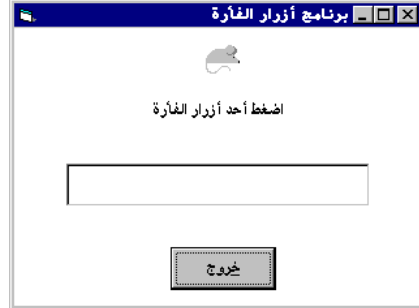 برنامج أزرار الفأرة
اضغط أحد أزرار الفأرة
خروج